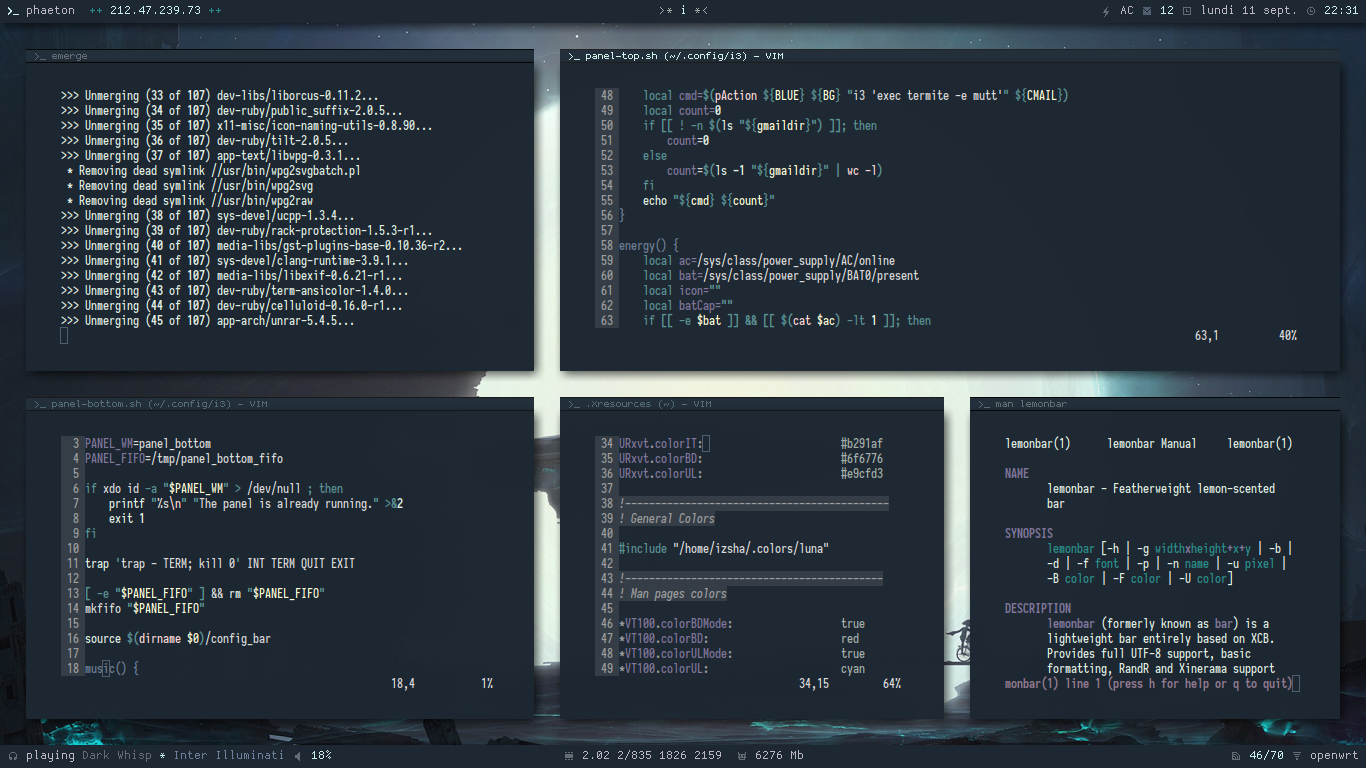 >_ phaeton ++ 212.47.239.73 ++
>* i *<
AC 12 lundi 11 sept. 22:31
>_ emerge
>>> Unmerging (33 of 107) dev-libs/liborcus-0.11.2...
>>> Unmerging (34 of 107) dev-ruby/public_suffix-2.0.5...
>>> Unmerging (35 of 107) x11-misc/icon-naming-utils-0.8.90...
>>> Unmerging (36 of 107) dev-ruby/tilt-2.0.5...
>>> Unmerging (37 of 107) app-text/libwpg-0.3.1...
* Removing dead symlink //usr/bin/wpg2svgbatch.pl
* Removing dead symlink //usr/bin/wpg2svg
* Removing dead symlink //usr/bin/wpg2raw
>>> Unmerging (38 of 107) sys-devel/ucpp-1.3.4...
>>> Unmerging (39 of 107) dev-ruby/rack-protection-1.5.3-r1...
>>> Unmerging (40 of 107) media-libs/gst-plugins-base-0.10.36-r2...
>>> Unmerging (41 of 107) sys-devel/clang-runtime-3.9.1...
>>> Unmerging (42 of 107) media-libs/libexif-0.6.21-r1...
>>> Unmerging (43 of 107) dev-ruby/term-ansicolor-1.4.0...
>>> Unmerging (44 of 107) dev-ruby/celluloid-0.16.0-r1...
>>> Unmerging (45 of 107) app-arch/unrar-5.4.5...
>_ panel-top.sh (~/.config/i3) - VIM
48 local cmd=$(pAction ${BLUE} ${BG} "i3 'exec termite -e mutt'" ${CMAIL})
49 local count=0
50 if [[ ! -n $(ls "${gmaildir}") ]]; then
51 count=0
52 else
53 count=$(ls -1 "${gmaildir}" | wc -l)
54 fi
55 echo "${cmd} ${count}"
56 }
57
58 energy() {
59 local ac=/sys/class/power_supply/AC/online
60 local bat=/sys/class/power_supply/BAT0/present
61 local icon=""
62 local batCap=""
63 if [[ -e $bat ]] && [[ $(cat $ac) -lt 1 ]]; then
63,1 40%
>_ panel-bottom.sh (~/.config/i3) - VIM
3 PANEL_WM=panel_bottom
4 PANEL_FIFO=/tmp/panel_bottom_fifo
5
6 if xdo id -a "$PANEL_WM" > /dev/null ; then
7 printf "%s\n" "The panel is already running." >&2
8 exit 1
9 fi
10
11 trap 'trap - TERM; kill 0' INT TERM QUIT EXIT
12
13 [ -e "$PANEL_FIFO" ] && rm "$PANEL_FIFO"
14 mkfifo "$PANEL_FIFO"
15
16 source $(dirname $0)/config_bar
17
18 music() {
18,4 1%
>_ .Xresources (~) - VIM
34 URxvt.colorIT: #b291af
35 URxvt.colorBD: #6f6776
36 URxvt.colorUL: #e9cfd3
37
38 !--------------------------------------------
39 ! General Colors
40
41 #include "/home/izsha/.colors/luna"
42
43 !-------------------------------------------
44 ! Man pages colors
45
46 *VT100.colorBDMode: true
47 *VT100.colorBD: red
48 *VT100.colorULMode: true
49 *VT100.colorUL: cyan
34,15 64%
>_ man lemonbar
lemonbar(1) lemonbar Manual lemonbar(1)
NAME
lemonbar - Featherweight lemon-scented
bar
SYNOPSIS
lemonbar [-h | -g widthxheight+x+y | -b |
-d | -f font | -p | -n name | -u pixel |
-B color | -F color | -U color]
DESCRIPTION
lemonbar (formerly known as bar) is a
lightweight bar entirely based on XCB.
Provides full UTF-8 support, basic
formatting, RandR and Xinerama support
monbar(1) line 1 (press h for help or q to quit)
playing Dark Whisp * Inter Illuminati 18%
2.02 2/835 1826 2159 6276 Mb
46/70 openwrt